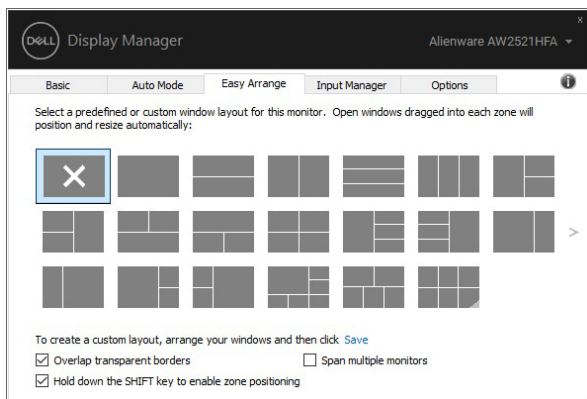 DELL Display Manager
Alienware AW2521HFA
Basic
Auto Mode
Easy Arrange
Input Manager
Options
Select a predefined or custom window layout for this monitor. Open windows dragged into each zone will
position and resize automatically:
To create a custom layout, arrange your windows and then click Save
Overlap transparent borders
Span multiple monitors
Hold down the SHIFT key to enable zone positioning